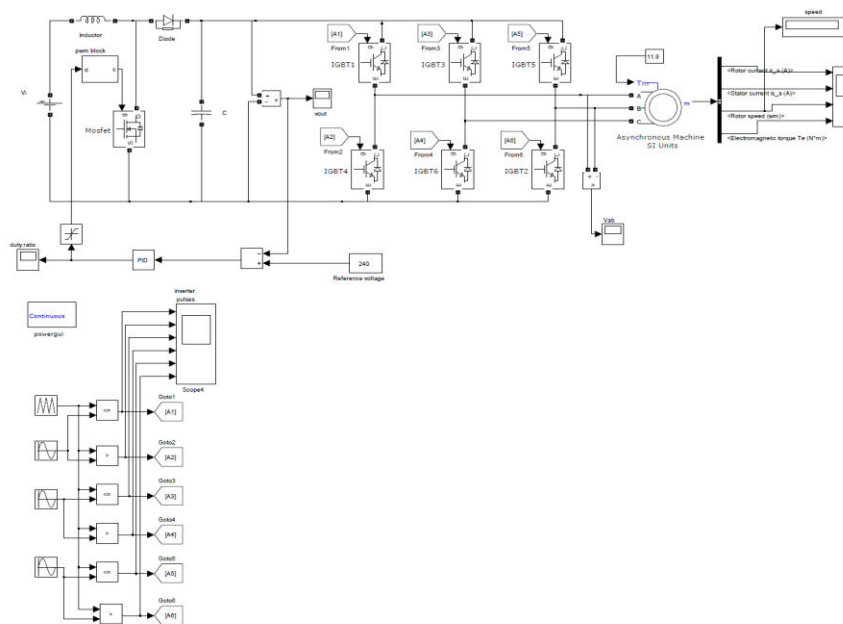 speed
Inductor
Diode
pwm block
Vi
Mosfet
C
v
vout
[A1]
From1
IGBT1
[A3]
From3
IGBT3
[A5]
From5
IGBT5
[A2]
From2
IGBT4
[A4]
From4
IGBT6
[A6]
From6
IGBT2
11.9
Tm
A
B
C
m
Asynchronous Machine
SI Units
<Rotor current is_a (A)>
<Stator current is_a (A)>
<Rotor speed (wm)>
<Electromagnetic torque Te (N*m)>
Vab
duty ratio
PID
240
Reference voltage
Continuous
powergui
inverter
pulses
Scope4
<=
Goto1
[A1]
>
Goto2
[A2]
<=
Goto3
[A3]
>
Goto4
[A4]
<=
Goto5
[A5]
>
Goto6
[A6]